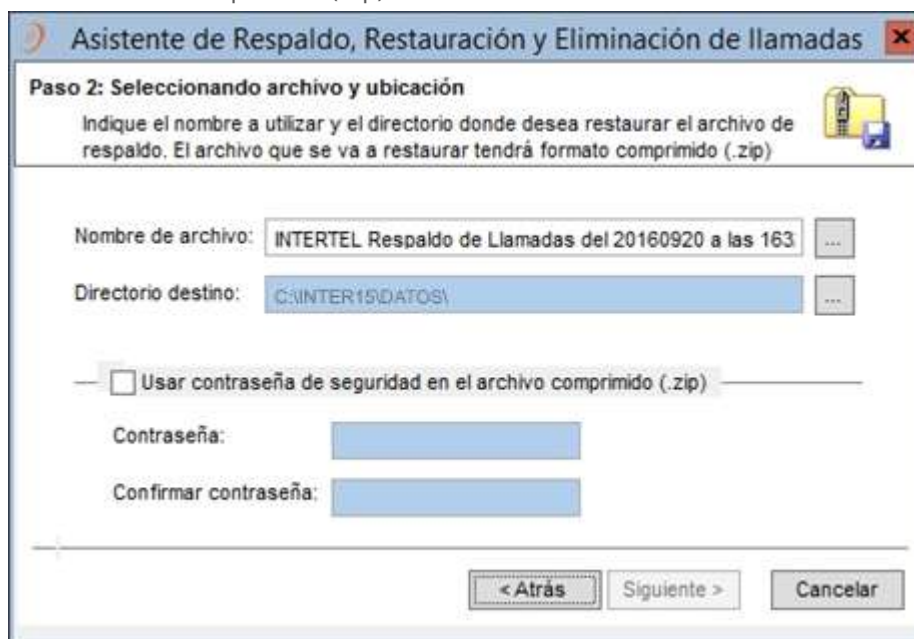 Asistente de Respaldo, Restauración y Eliminación de llamadas
Paso 2: Seleccionando archivo y ubicación
Indique el nombre a utilizar y el directorio donde desea restaurar el archivo de
respaldo. El archivo que se va a restaurar tendrá formato comprimido (.zip)
Nombre de archivo: INTERTEL Respaldo de Llamadas del 20160920 a las 163 ...
Directorio destino: C:\INTER15\DATOS\ ...
Usar contraseña de seguridad en el archivo comprimido (.zip)
Contraseña:
Confirmar contraseña:
< Atrás Siguiente > Cancelar